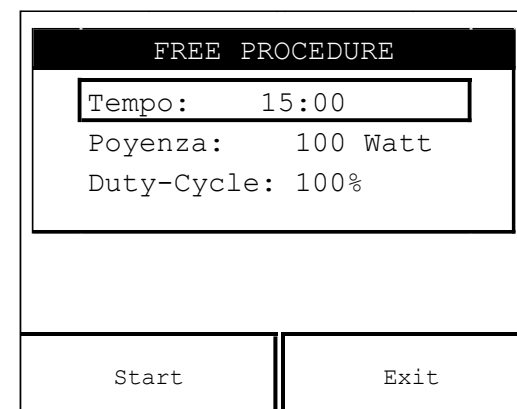 FREE PROCEDURE
Tempo: 15:00
Poyenza: 100 Watt
Duty-Cycle: 100%
Start Exit